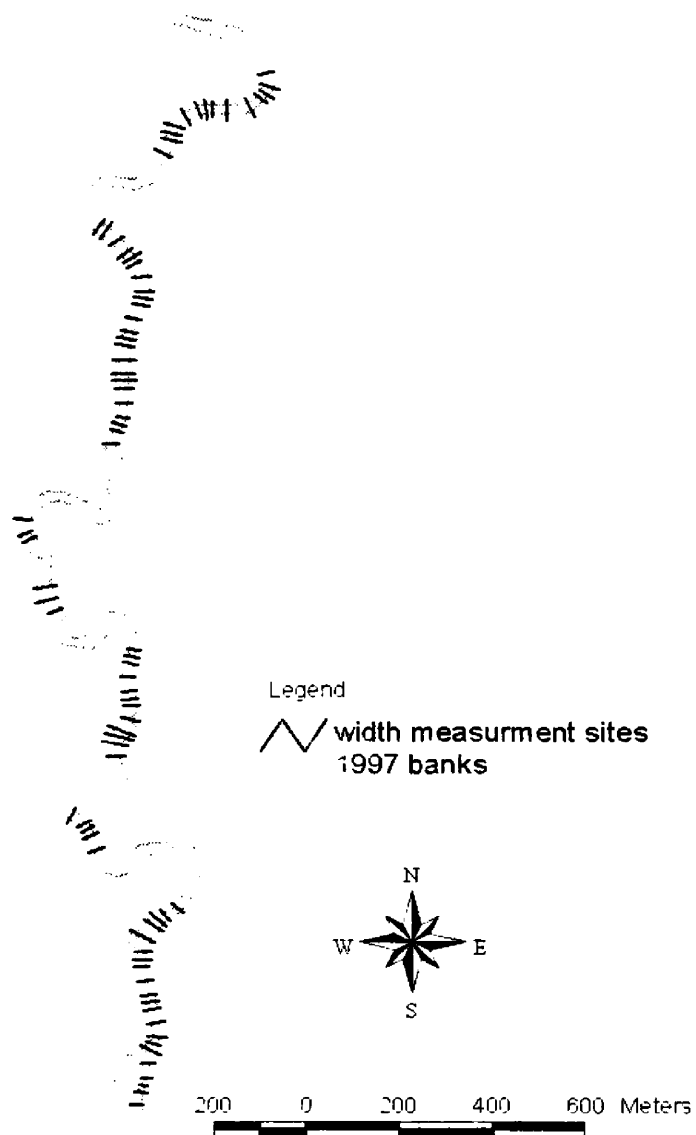 Legend
width measurment sites
1997 banks
N
W E
S
200 0 200 400 600 Meters